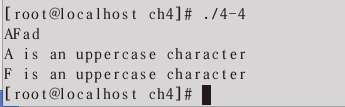 [root@localhost ch4]# ./4-4
AFad
A is an uppercase character
F is an uppercase character
[root@localhost ch4]#